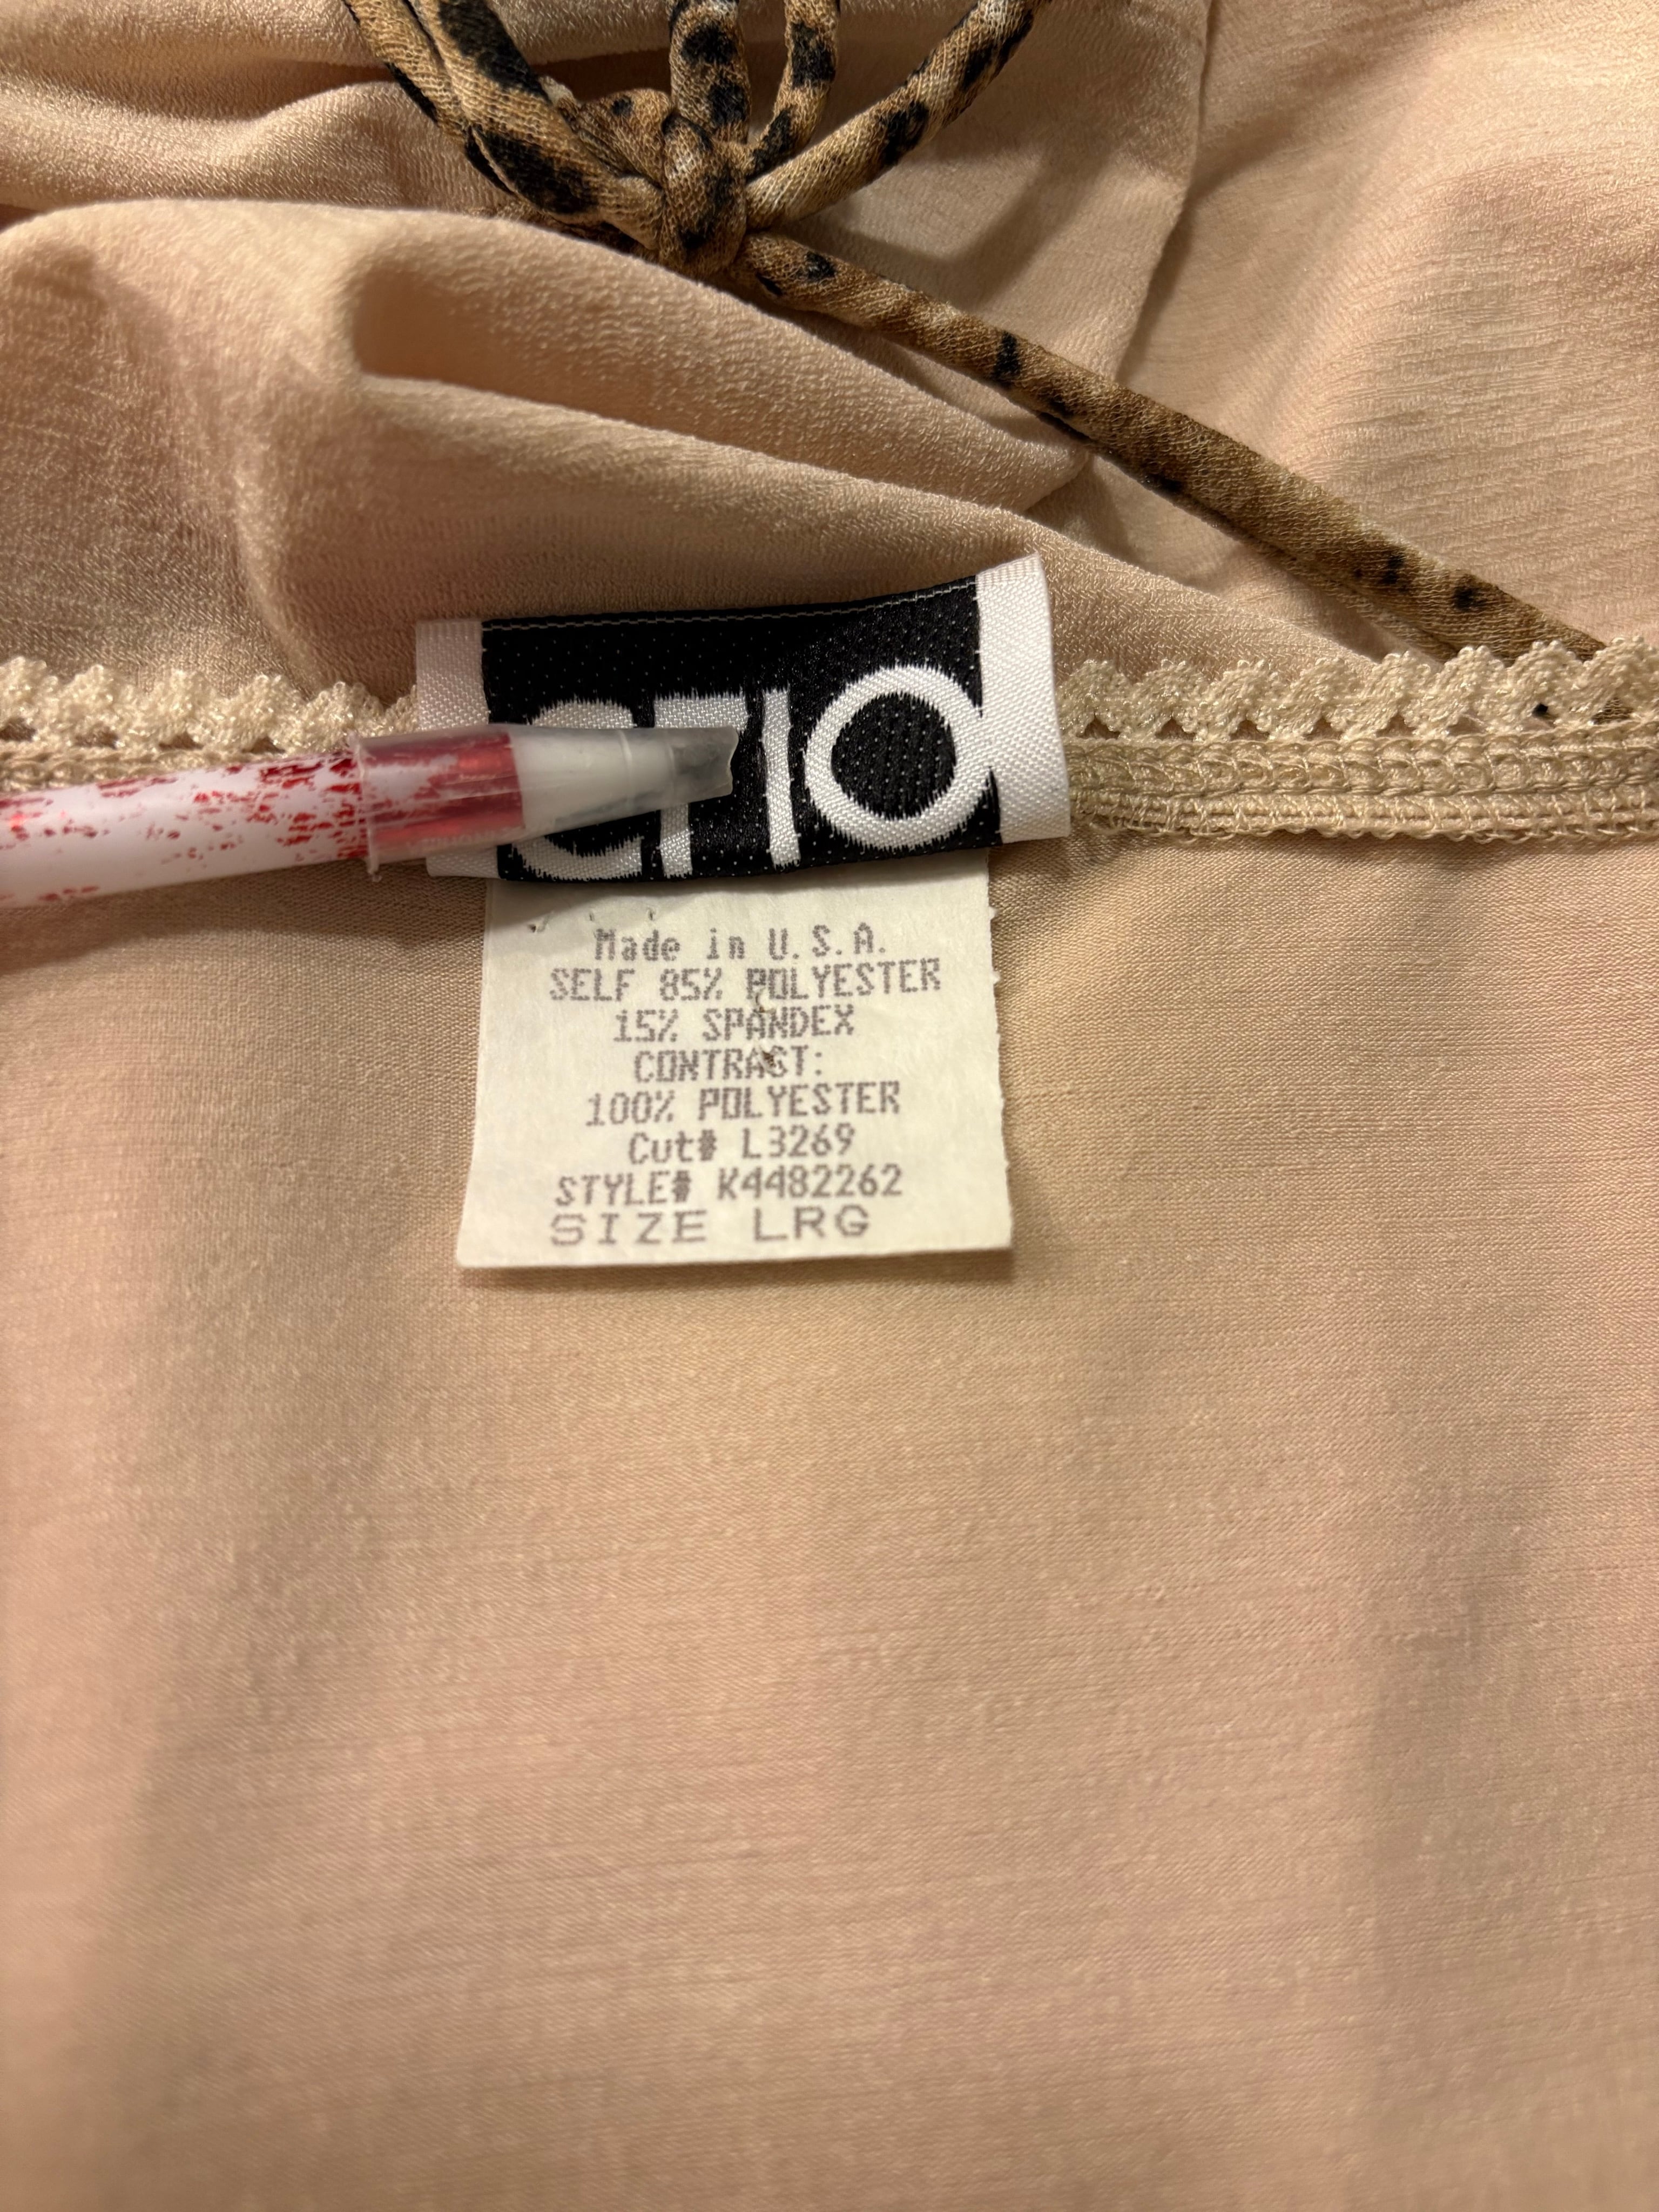 Made in U.S.A.
SELF 85% POLYESTER
15% SPANDEX
CONTRAST:
100% POLYESTER
Cut# L3269
STYLE# K4482262
SIZE LRG